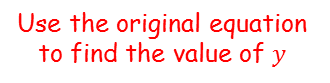 Use the original equation
to find the value of y